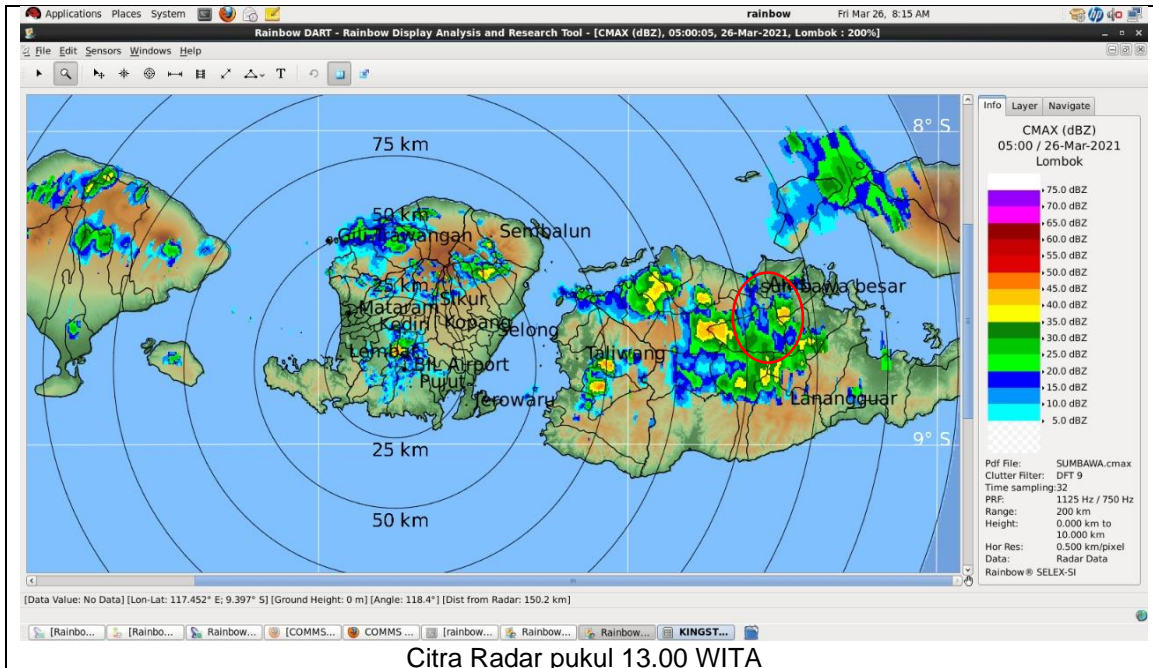 Applications Places System
rainbow
Fri Mar 26, 8:15 AM
Rainbow DART - Rainbow Display Analysis and Research Tool - [CMAX (dBZ), 05:00:05, 26-Mar-2021, Lombok : 200%]
File Edit Sensors Windows Help
T
Info Layer Navigate
8° S
75 km
50 km
Gili Trawangan
Sembalun
25 km
Sumbawa besar
Sikur
Mataram
Kediri Kopang
Selong
Lembar
Taliwang
BIL Airport
Pujut
Jerowaru
Lanangguar
9° S
25 km
50 km
CMAX (dBZ)
05:00 / 26-Mar-2021
Lombok
75.0 dBZ
70.0 dBZ
65.0 dBZ
60.0 dBZ
55.0 dBZ
50.0 dBZ
45.0 dBZ
40.0 dBZ
35.0 dBZ
30.0 dBZ
25.0 dBZ
20.0 dBZ
15.0 dBZ
10.0 dBZ
5.0 dBZ
Pdf File: SUMBAWA.cmax
Clutter Filter: DFT 9
Time sampling:32
PRF: 1125 Hz / 750 Hz
Range: 200 km
Height: 0.000 km to
10.000 km
Hor Res: 0.500 km/pixel
Data: Radar Data
Rainbow® SELEX-SI
[Data Value: No Data] [Lon-Lat: 117.452° E; 9.397° S] [Ground Height: 0 m] [Angle: 118.4°] [Dist from Radar: 150.2 km]
[Rainbo... [Rainbo... Rainbow... [COMMS... COMMS ... [rainbow... Rainbow... Rainbow... KINGST...
Citra Radar pukul 13.00 WITA